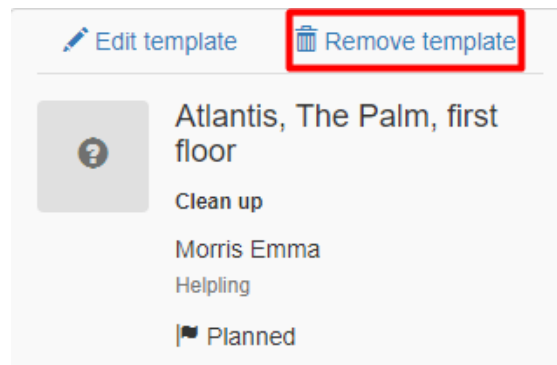 Edit template Remove template
Atlantis, The Palm, first
floor
Clean up
Morris Emma
Helpling
Planned